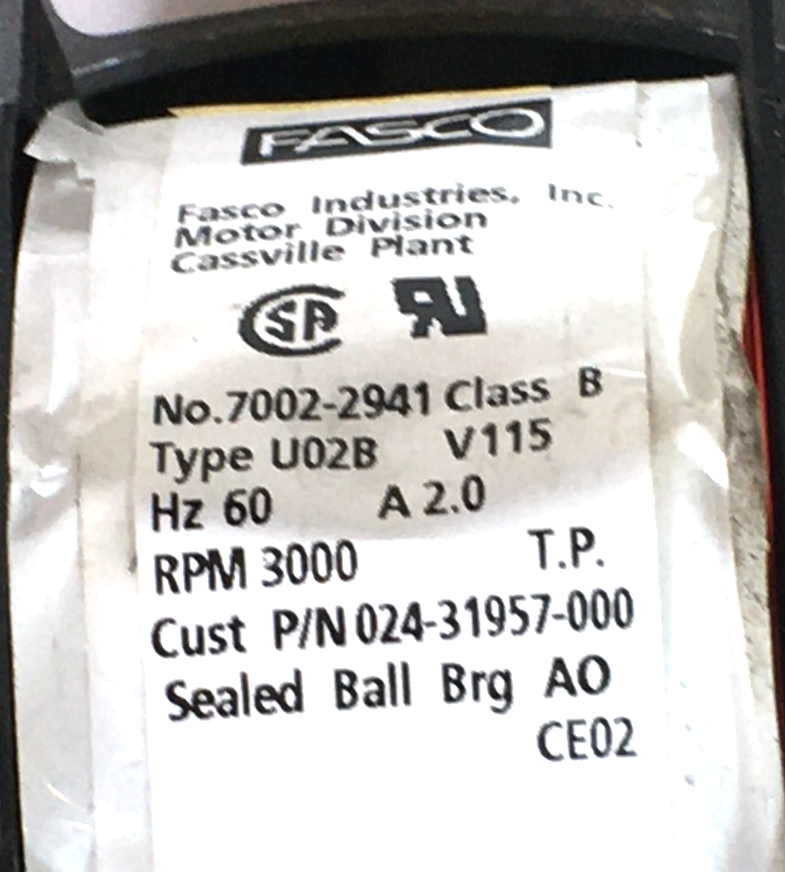 FASCO
Fasco Industries, Inc.
Motor Division
Cassville Plant
No.7002-2941 Class B
Type U02B V115
Hz 60 A 2.0
RPM 3000 T.P.
Cust P/N 024-31957-000
Sealed Ball Brg AO
CE02